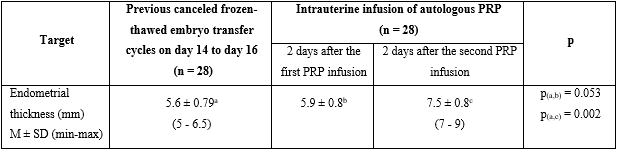 Target
Previous canceled frozen-
thawed embryo transfer
cycles on day 14 to day 16
(n = 28)
Intrauterine infusion of autologous PRP
(n = 28)
2 days after the
first PRP infusion
2 days after the second PRP
infusion
p
Endometrial
thickness (mm)
M ± SD (min-max)
5.6 ± 0.79ᵃ
(5 - 6.5)
5.9 ± 0.8ᵇ
7.5 ± 0.8ᶜ
(7 - 9)
p(a,b) = 0.053
p(a,c) = 0.002